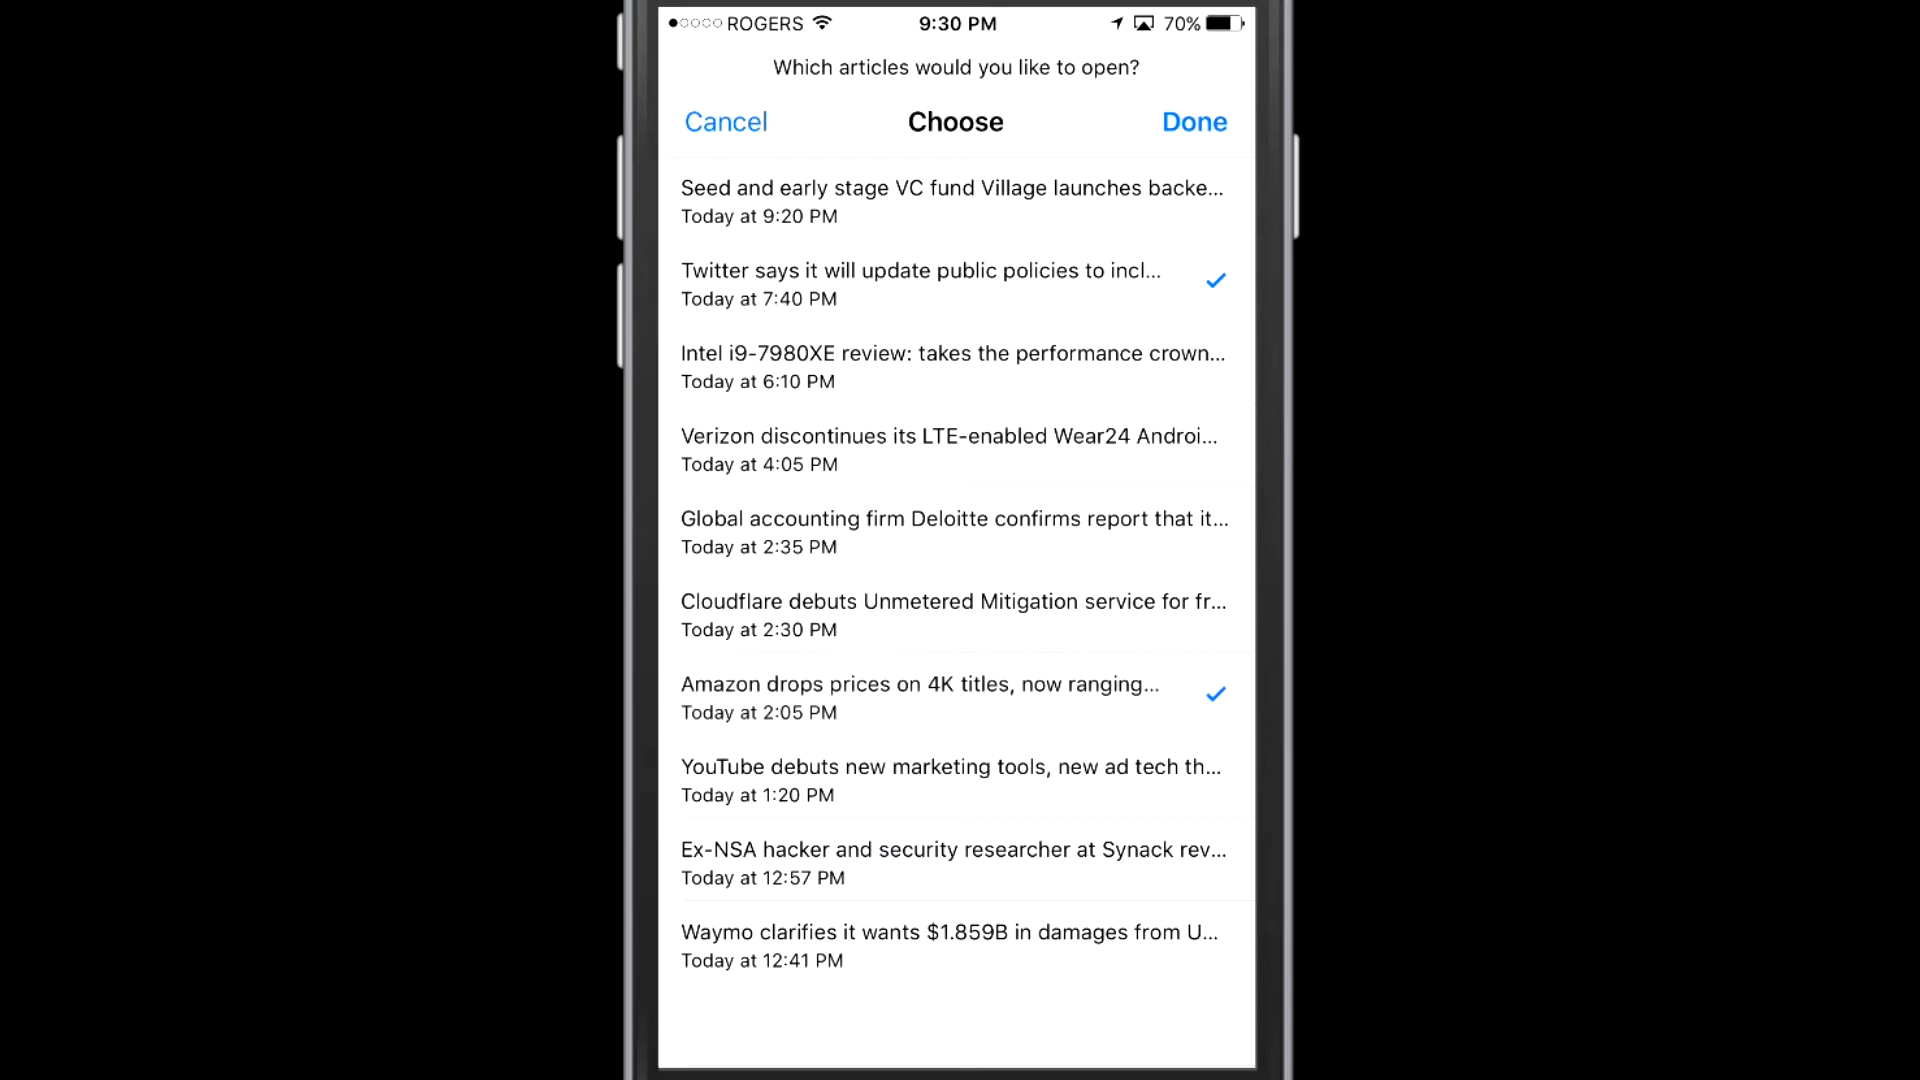 ROGERS 9:30 PM 70%
Which articles would you like to open?
Cancel Choose Done
Seed and early stage VC fund Village launches backe...
Today at 9:20 PM
Twitter says it will update public policies to incl...
Today at 7:40 PM
Intel i9-7980XE review: takes the performance crown...
Today at 6:10 PM
Verizon discontinues its LTE-enabled Wear24 Androi...
Today at 4:05 PM
Global accounting firm Deloitte confirms report that it...
Today at 2:35 PM
Cloudflare debuts Unmetered Mitigation service for fr...
Today at 2:30 PM
Amazon drops prices on 4K titles, now ranging...
Today at 2:05 PM
YouTube debuts new marketing tools, new ad tech th...
Today at 1:20 PM
Ex-NSA hacker and security researcher at Synack rev...
Today at 12:57 PM
Waymo clarifies it wants $1.859B in damages from U...
Today at 12:41 PM